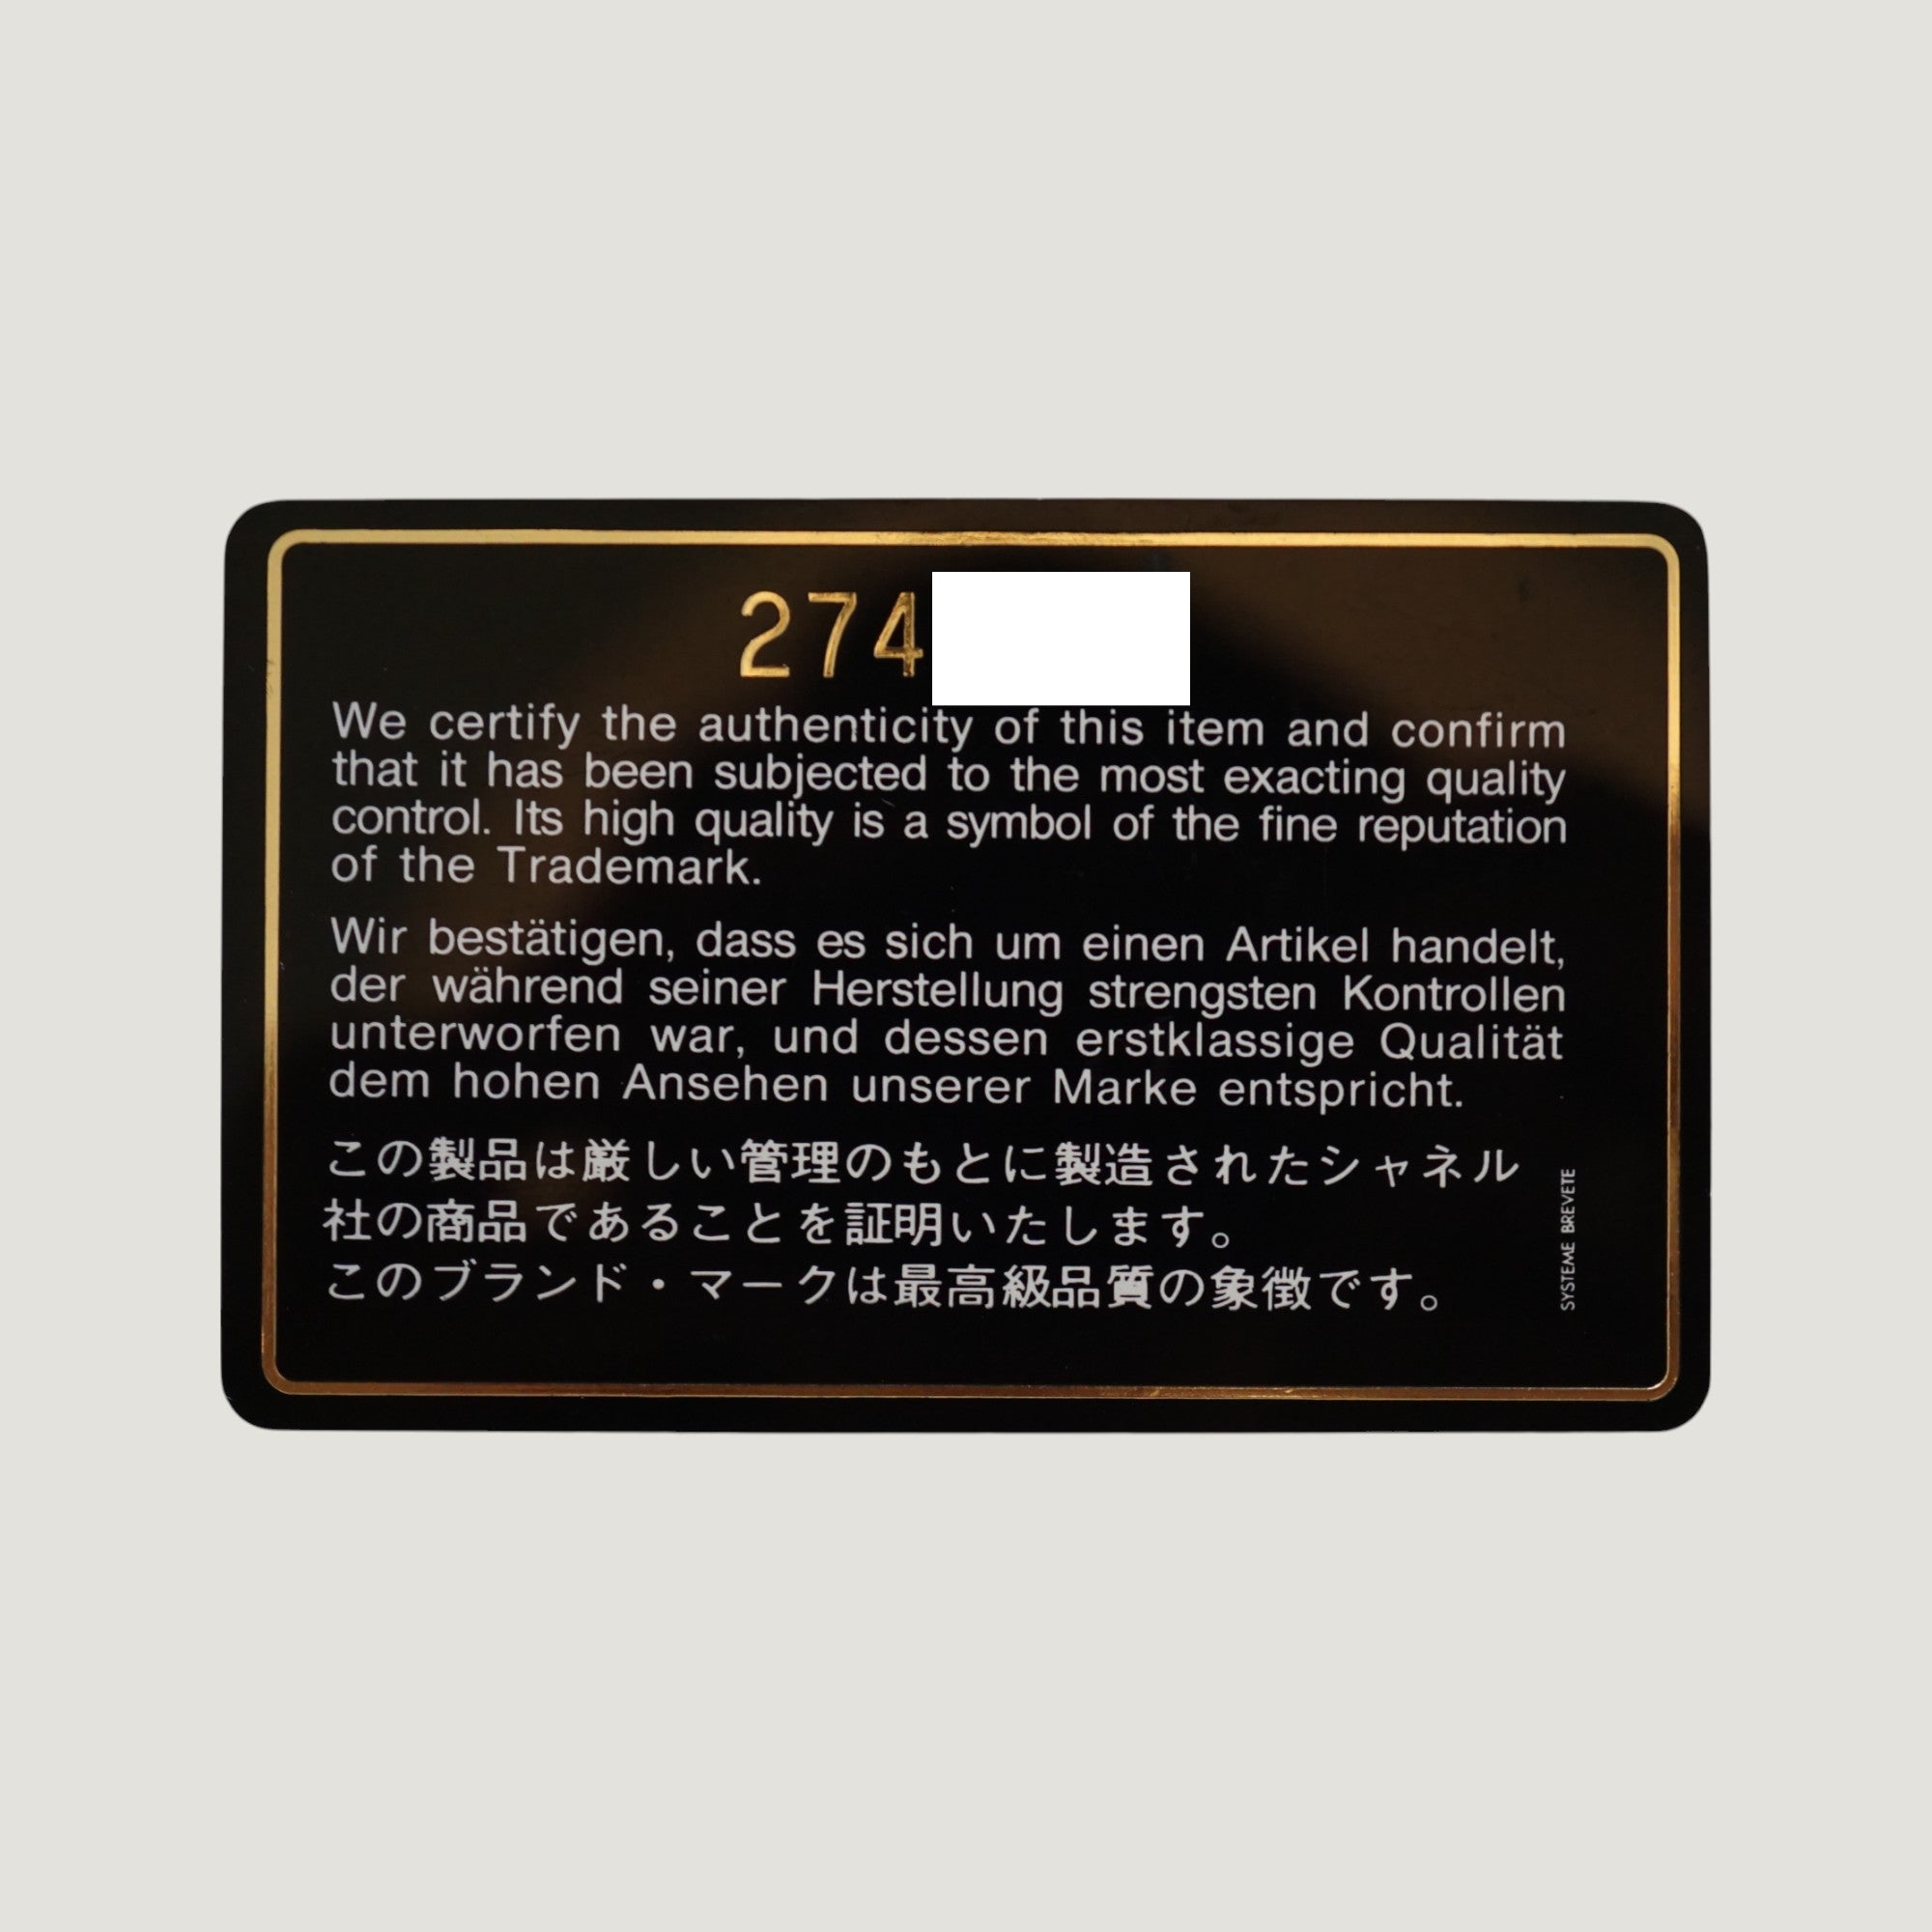 274
We certify the authenticity of this item and confirm
that it has been subjected to the most exacting quality
control. Its high quality is a symbol of the fine reputation
of the Trademark.
Wir bestätigen, dass es sich um einen Artikel handelt,
der während seiner Herstellung strengsten Kontrollen
unterworfen war, und dessen erstklassige Qualität
dem hohen Ansehen unserer Marke entspricht.
この製品は厳しい管理のもとに製造されたシャネル
社の商品であることを証明いたします。
このブランド・マークは最高級品質の象徴です。
SYSTEME BREVETE